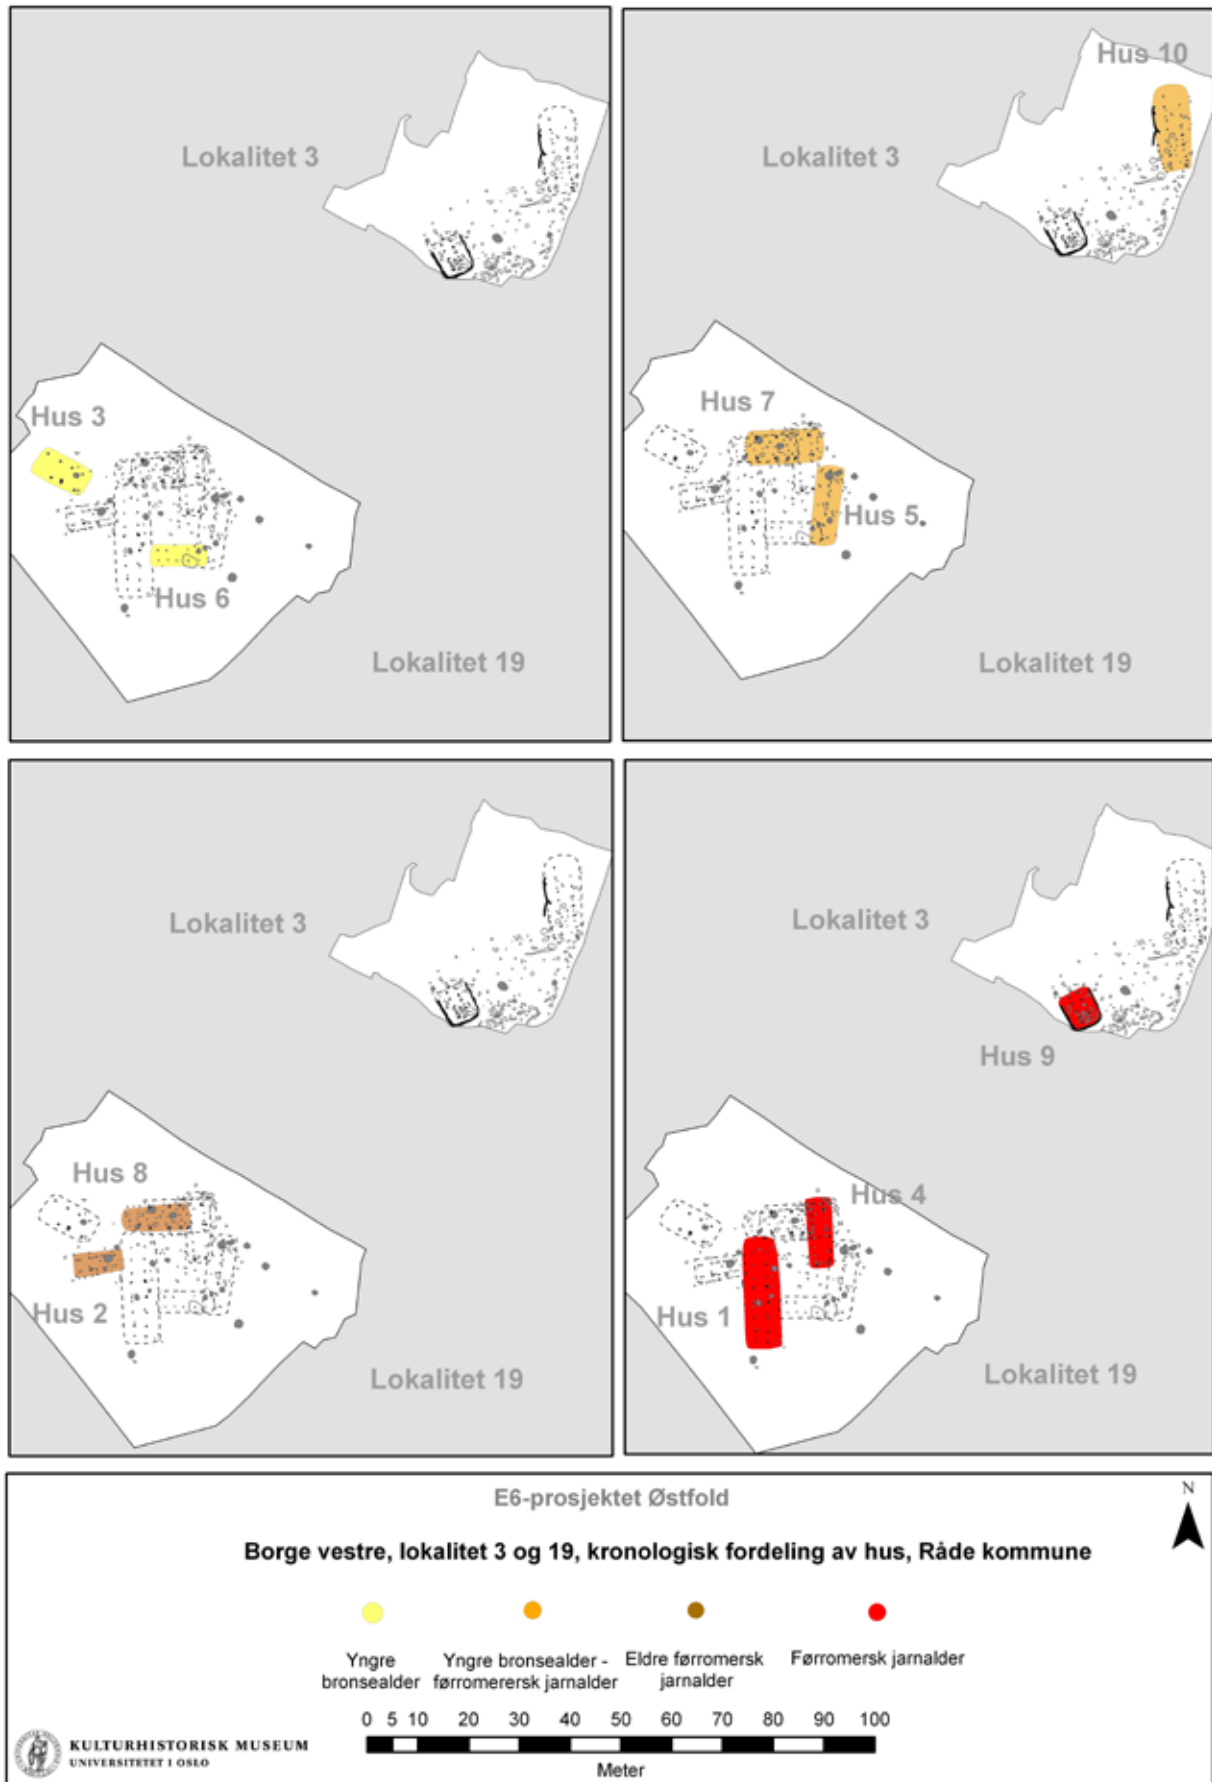 Lokalitet 3
Hus 3
Hus 6
Lokalitet 19
Hus 10
Lokalitet 3
Hus 7
Hus 5
Lokalitet 19
Lokalitet 3
Hus 8
Hus 2
Lokalitet 19
Lokalitet 3
Hus 9
Hus 4
Hus 1
Lokalitet 19
E6-prosjektet Østfold
N
Borge vestre, lokalitet 3 og 19, kronologisk fordeling av hus, Råde kommune
Yngre
bronsealder
Yngre bronsealder -
førromerersk jarnalder
Eldre førromersk
jarnalder
Førromersk jarnalder
0 5 10 20 30 40 50 60 70 80 90 100
Meter
KULTURHISTORISK MUSEUM
UNIVERSITETET I OSLO